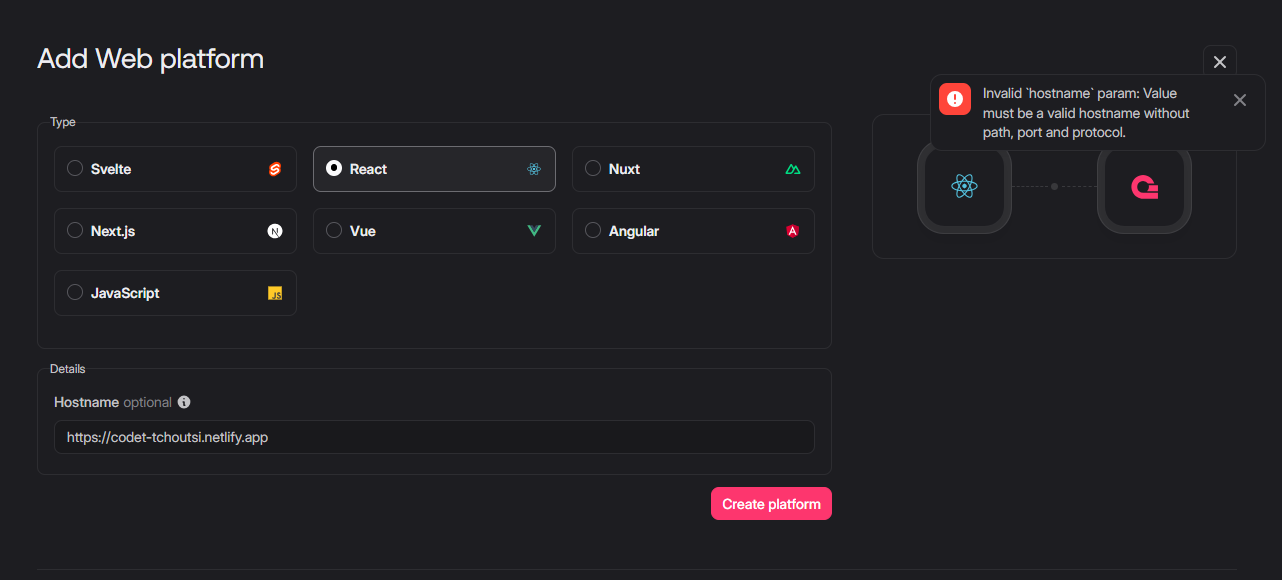 Add Web platform
Invalid `hostname` param: Value
must be a valid hostname without
path, port and protocol.
Type
Svelte
React
Nuxt
Next.js
N
Vue
Angular
A
JavaScript
JS
Details
Hostname optional
https://codet-tchoutsi.netlify.app
Create platform